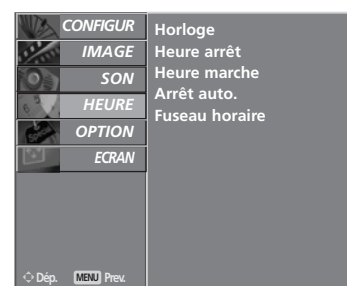 CONFIGUR
IMAGE
SON
HEURE
OPTION
ECRAN
Horloge
Heure arrêt
Heure marche
Arrêt auto.
Fuseau horaire
Dép. MENU Prev.